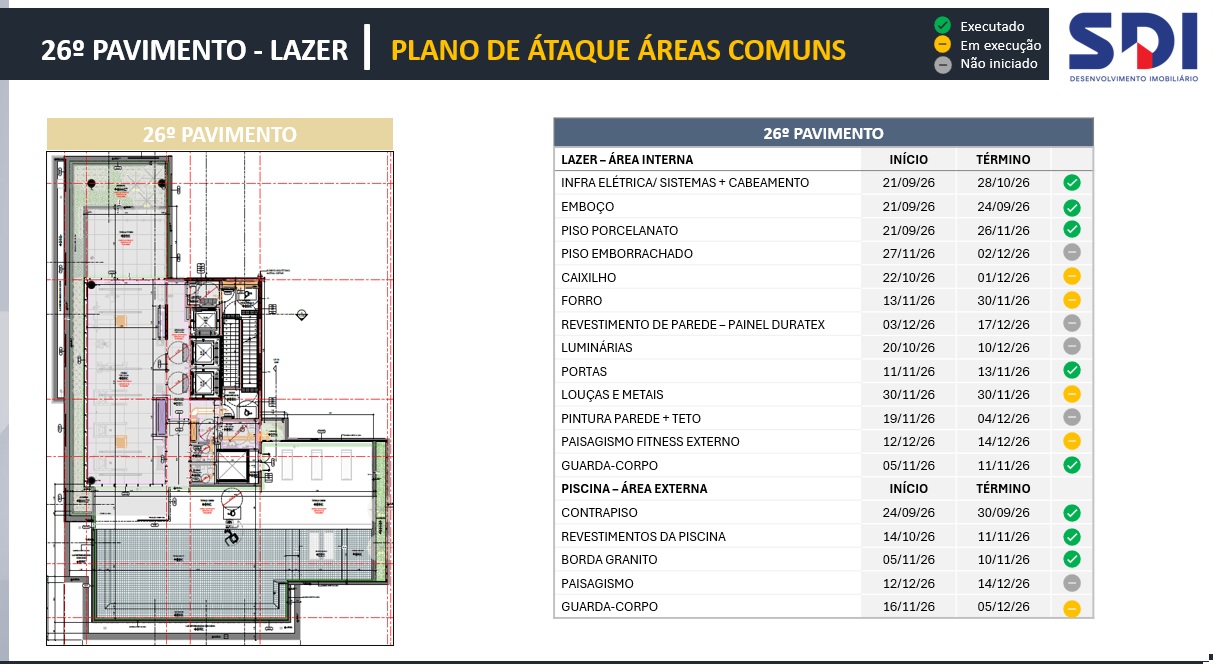 26º PAVIMENTO - LAZER
PLANO DE ÁTAQUE ÁREAS COMUNS
Executado
Em execução
Não iniciado
SDI
DESENVOLVIMENTO IMOBILIÁRIO
26º PAVIMENTO
26º PAVIMENTO
LAZER – ÁREA INTERNA INÍCIO TÉRMINO
INFRA ELÉTRICA/ SISTEMAS + CABEAMENTO 21/09/26 28/10/26
EMBOÇO 21/09/26 24/09/26
PISO PORCELANATO 21/09/26 26/11/26
PISO EMBORRACHADO 27/11/26 02/12/26
CAIXILHO 22/10/26 01/12/26
FORRO 13/11/26 30/11/26
REVESTIMENTO DE PAREDE – PAINEL DURATEX 03/12/26 17/12/26
LUMINÁRIAS 20/10/26 10/12/26
PORTAS 11/11/26 13/11/26
LOUÇAS E METAIS 30/11/26 30/11/26
PINTURA PAREDE + TETO 19/11/26 04/12/26
PAISAGISMO FITNESS EXTERNO 12/12/26 14/12/26
GUARDA-CORPO 05/11/26 11/11/26
PISCINA – ÁREA EXTERNA INÍCIO TÉRMINO
CONTRAPISO 24/09/26 30/09/26
REVESTIMENTOS DA PISCINA 14/10/26 11/11/26
BORDA GRANITO 05/11/26 10/11/26
PAISAGISMO 12/12/26 14/12/26
GUARDA-CORPO 16/11/26 05/12/26